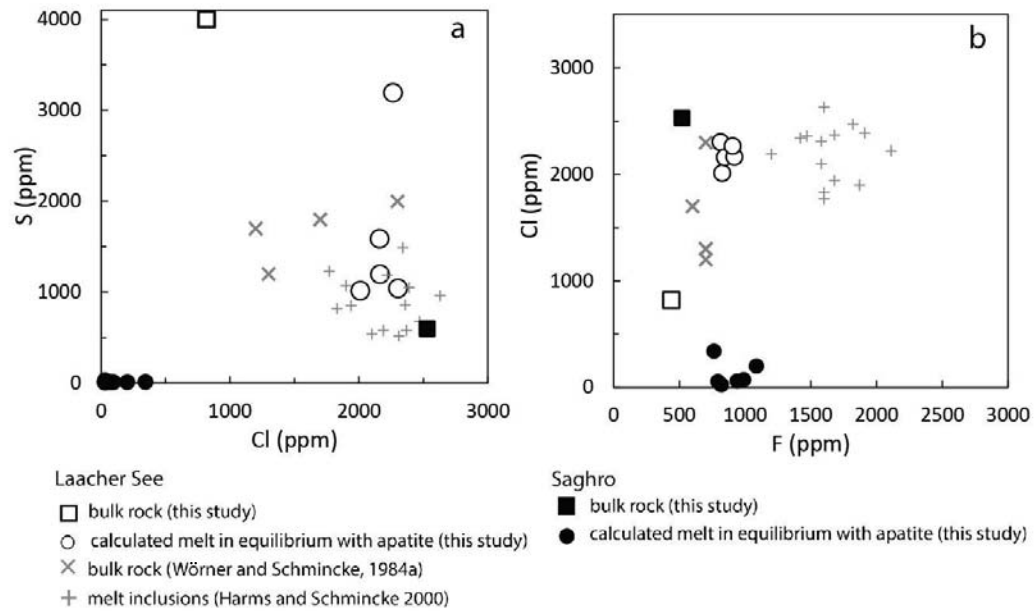 4000
3000
2000
1000
0
S (ppm)
a
0
1000
2000
3000
Cl (ppm)
3000
2000
1000
0
Cl (ppm)
b
0
500
1000
1500
2000
2500
3000
F (ppm)
Laacher See
bulk rock (this study)
calculated melt in equilibrium with apatite (this study)
bulk rock (Wörner and Schmincke, 1984a)
melt inclusions (Harms and Schmincke 2000)
Saghro
bulk rock (this study)
calculated melt in equilibrium with apatite (this study)